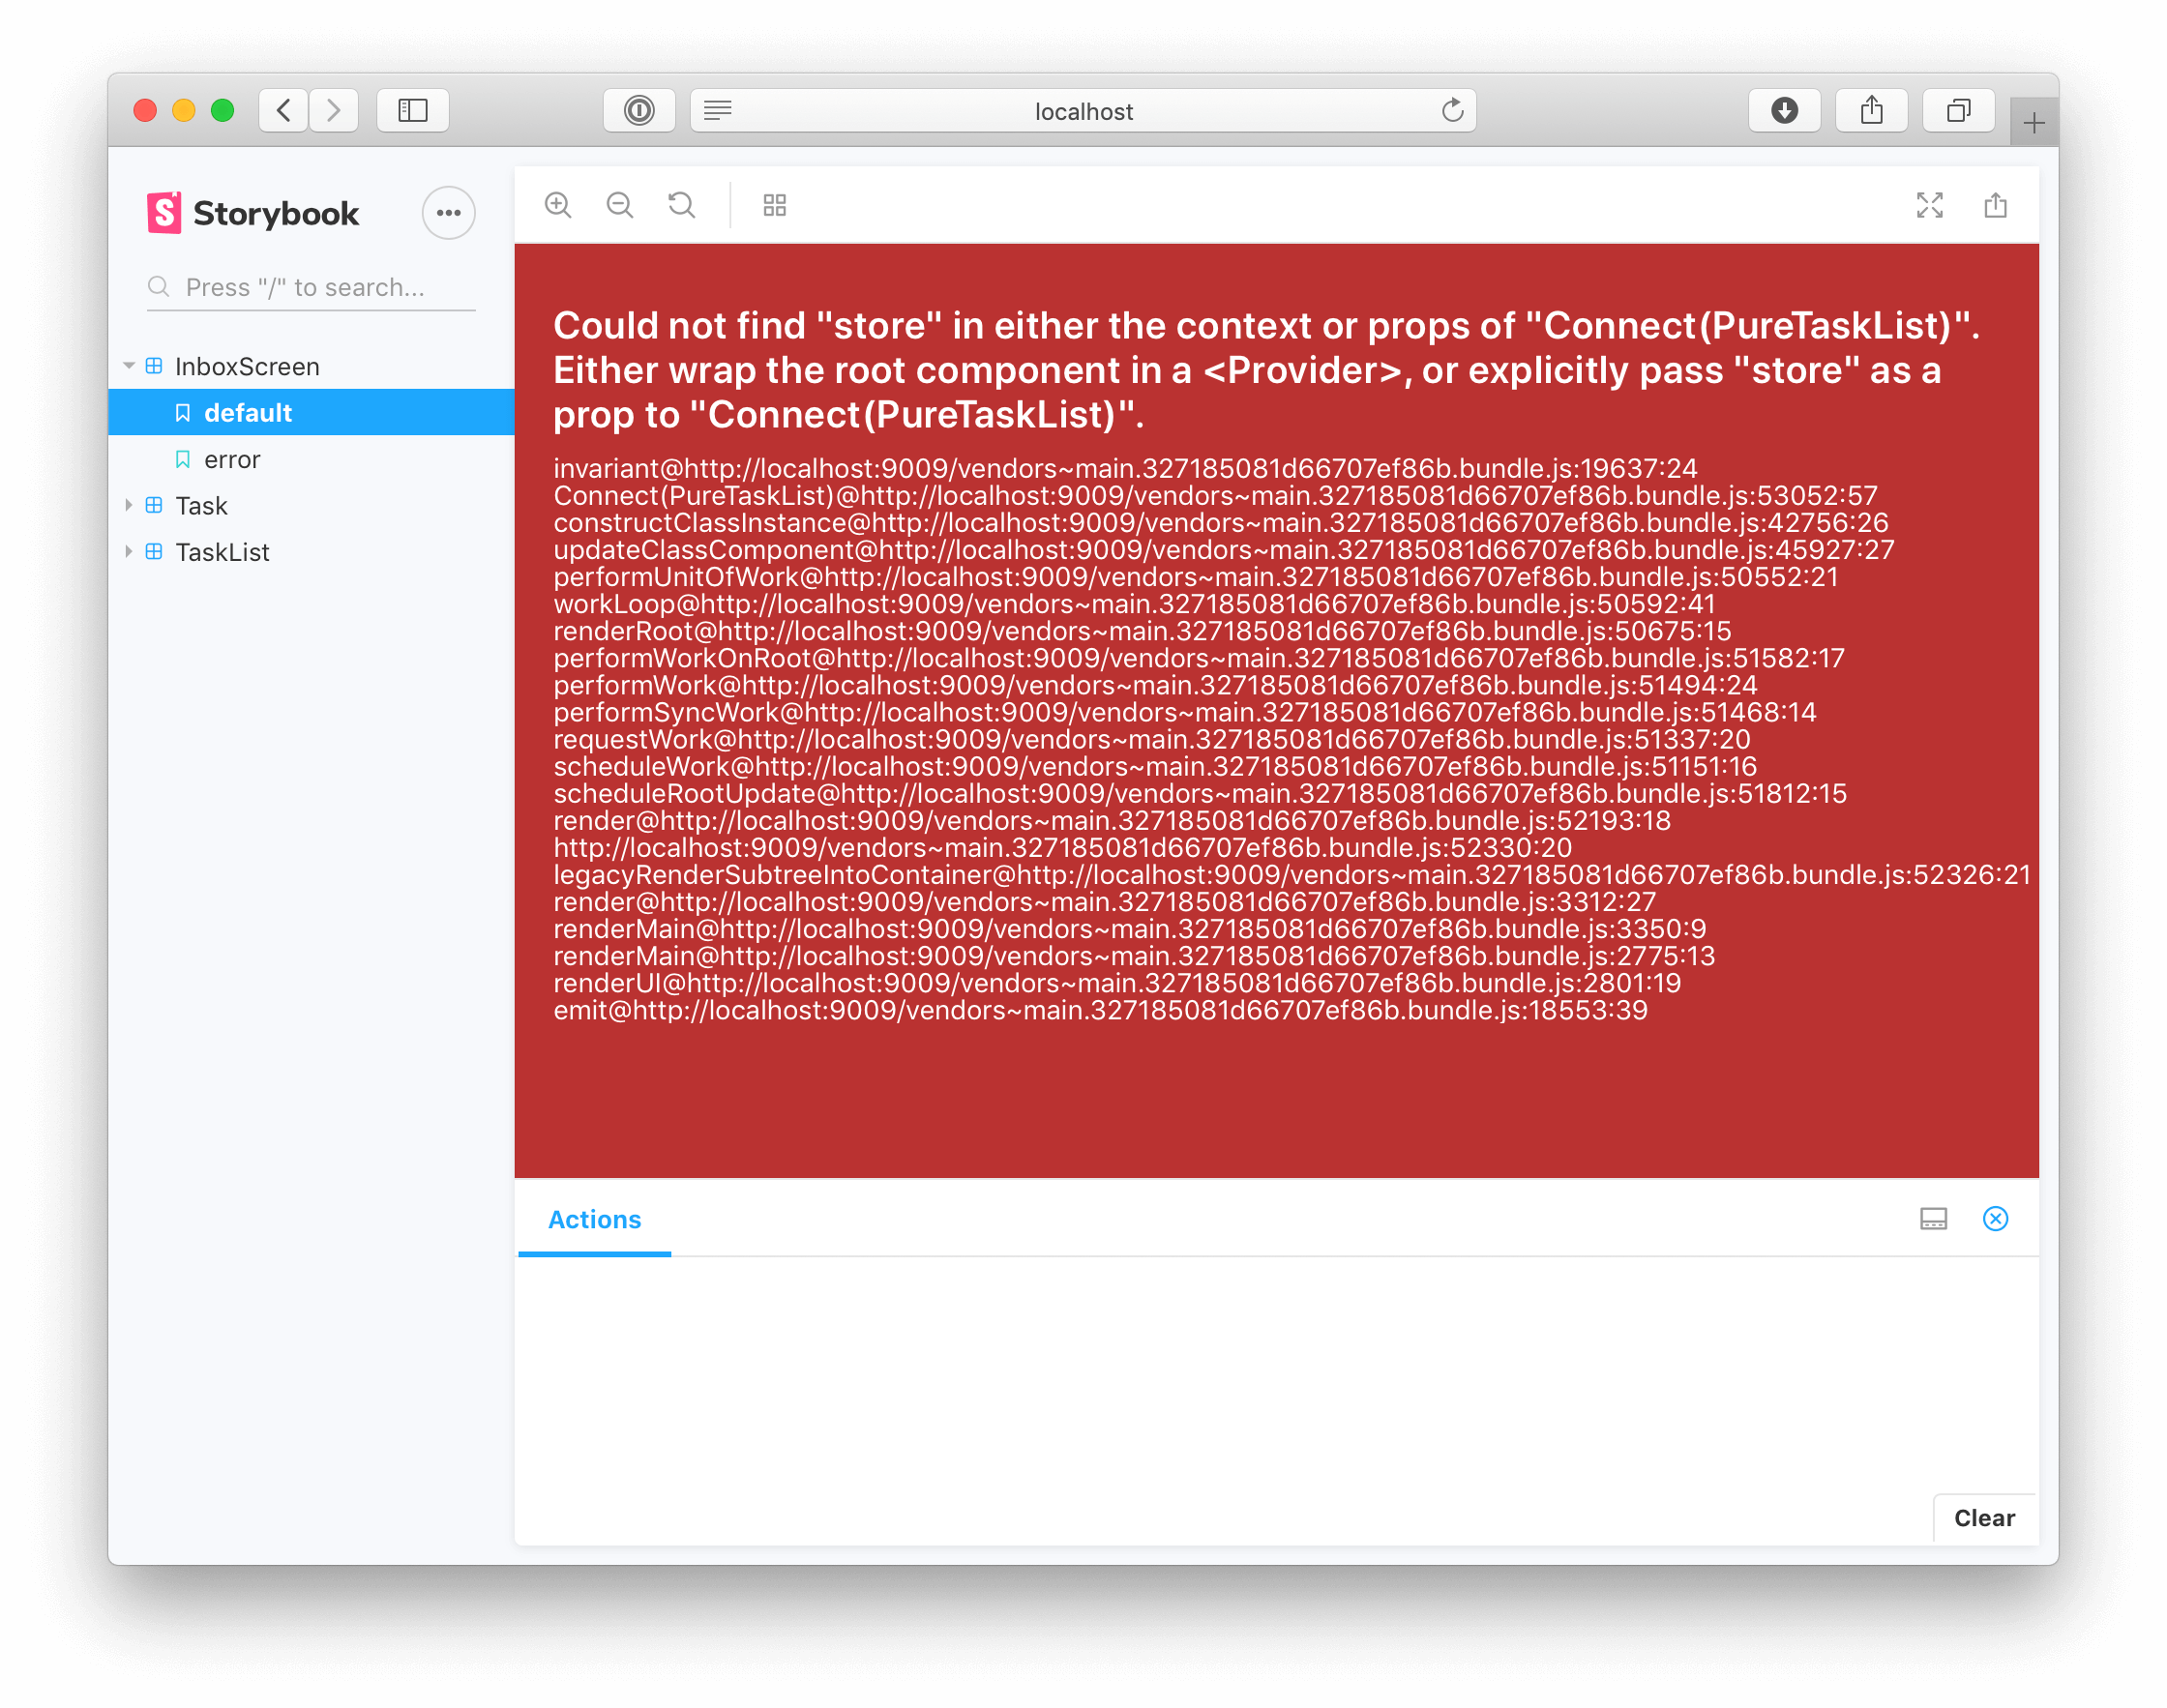 localhost
Storybook
Press "/" to search...
InboxScreen
default
error
Task
TaskList
Could not find "store" in either the context or props of "Connect(PureTaskList)".
Either wrap the root component in a <Provider>, or explicitly pass "store" as a
prop to "Connect(PureTaskList)".
invariant@http://localhost:9009/vendors~main.327185081d66707ef86b.bundle.js:19637:24
Connect(PureTaskList)@http://localhost:9009/vendors~main.327185081d66707ef86b.bundle.js:53052:57
constructClassInstance@http://localhost:9009/vendors~main.327185081d66707ef86b.bundle.js:42756:26
updateClassComponent@http://localhost:9009/vendors~main.327185081d66707ef86b.bundle.js:45927:27
performUnitOfWork@http://localhost:9009/vendors~main.327185081d66707ef86b.bundle.js:50552:21
workLoop@http://localhost:9009/vendors~main.327185081d66707ef86b.bundle.js:50592:41
renderRoot@http://localhost:9009/vendors~main.327185081d66707ef86b.bundle.js:50675:15
performWorkOnRoot@http://localhost:9009/vendors~main.327185081d66707ef86b.bundle.js:51582:17
performWork@http://localhost:9009/vendors~main.327185081d66707ef86b.bundle.js:51494:24
performSyncWork@http://localhost:9009/vendors~main.327185081d66707ef86b.bundle.js:51468:14
requestWork@http://localhost:9009/vendors~main.327185081d66707ef86b.bundle.js:51337:20
scheduleWork@http://localhost:9009/vendors~main.327185081d66707ef86b.bundle.js:51151:16
scheduleRootUpdate@http://localhost:9009/vendors~main.327185081d66707ef86b.bundle.js:51812:15
render@http://localhost:9009/vendors~main.327185081d66707ef86b.bundle.js:52193:18
http://localhost:9009/vendors~main.327185081d66707ef86b.bundle.js:52330:20
legacyRenderSubtreeIntoContainer@http://localhost:9009/vendors~main.327185081d66707ef86b.bundle.js:52326:21
render@http://localhost:9009/vendors~main.327185081d66707ef86b.bundle.js:3312:27
renderMain@http://localhost:9009/vendors~main.327185081d66707ef86b.bundle.js:3350:9
renderMain@http://localhost:9009/vendors~main.327185081d66707ef86b.bundle.js:2775:13
renderUI@http://localhost:9009/vendors~main.327185081d66707ef86b.bundle.js:2801:19
emit@http://localhost:9009/vendors~main.327185081d66707ef86b.bundle.js:18553:39
Actions
Clear